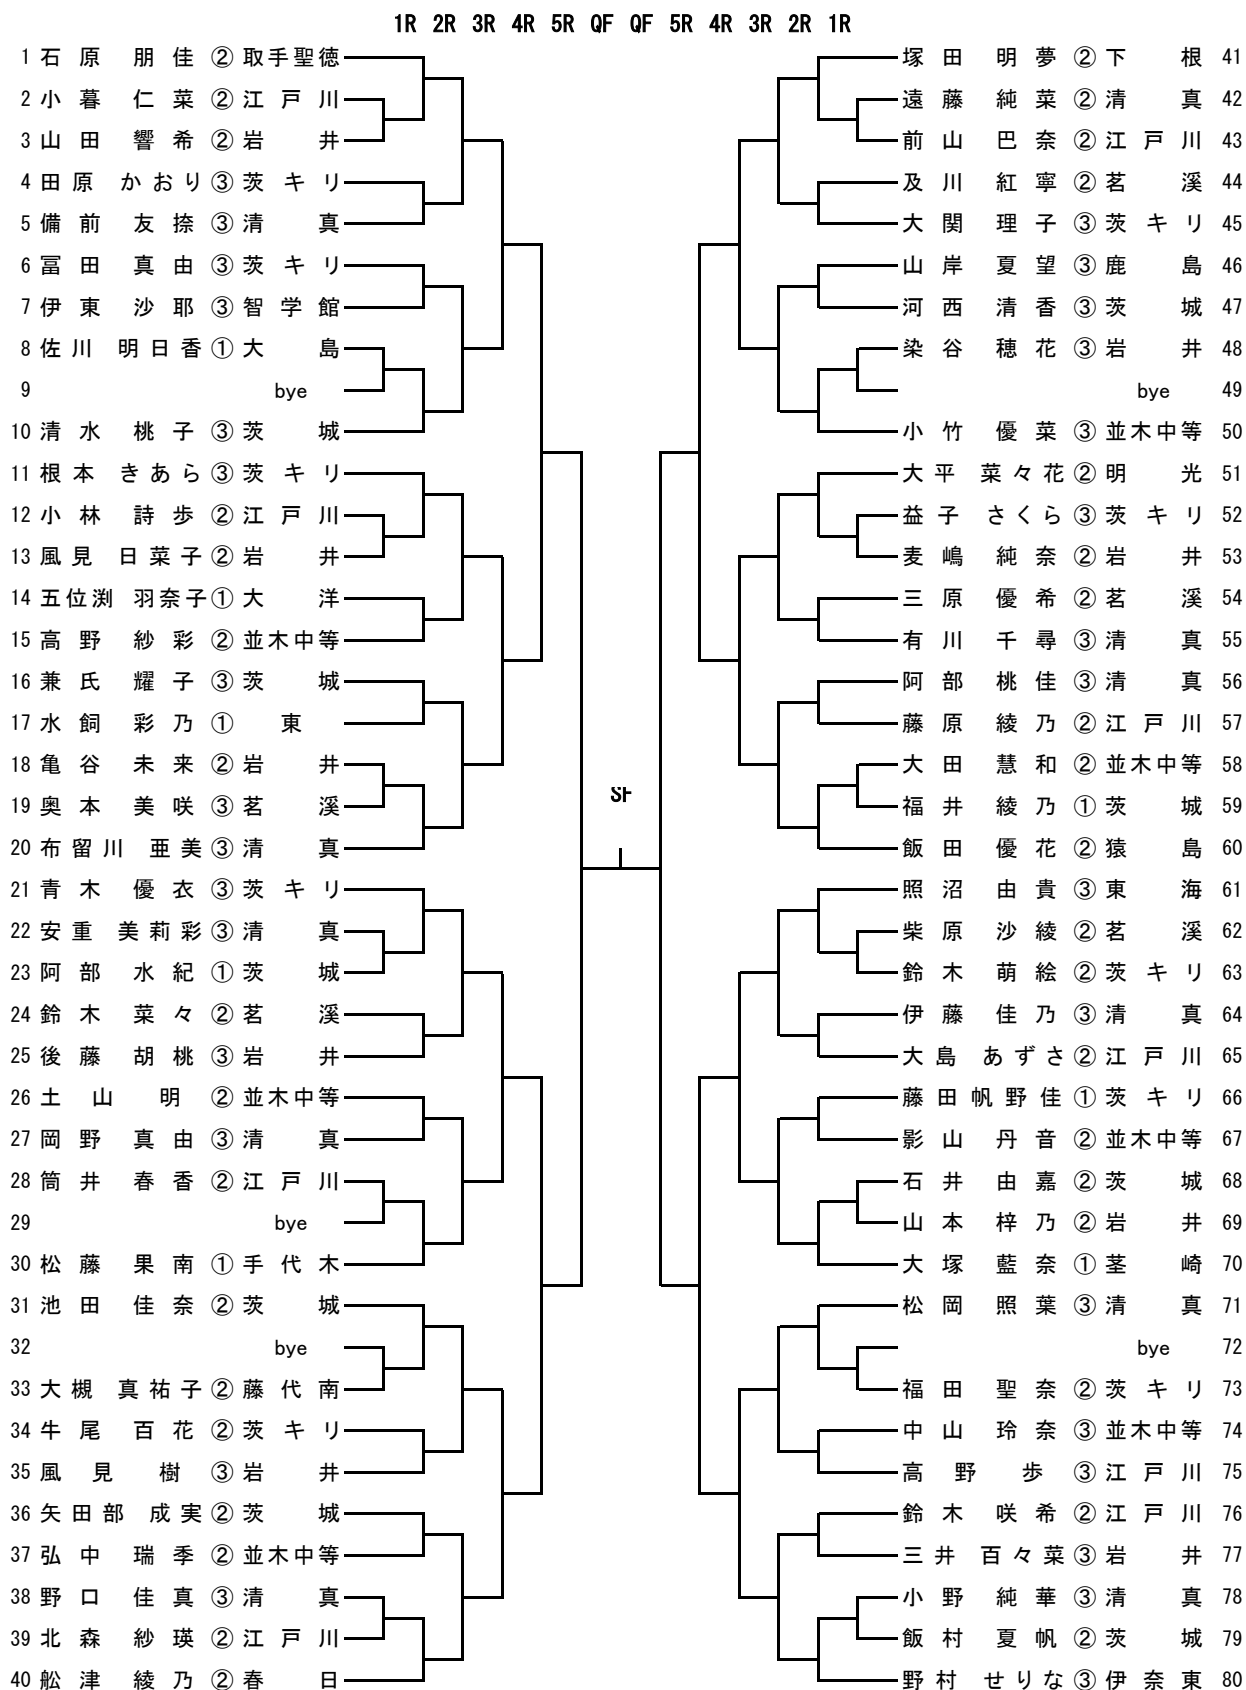 1R 2R 3R 4R 5R QF QF 5R 4R 3R 2R 1R
1 石原 朋佳 ② 取手聖徳
2 小暮 仁菜 ② 江戸川
3 山田 響希 ② 岩井
4 田原 かおり ③ 茨キリ
5 備前 友捺 ③ 清真
6 冨田 真由 ③ 茨キリ
7 伊東 沙耶 ③ 智学館
8 佐川 明日香 ① 大島
9 bye
10 清水 桃子 ③ 茨城
11 根本 きあら ③ 茨キリ
12 小林 詩歩 ② 江戸川
13 風見 日菜子 ② 岩井
14 五位渕 羽奈子 ① 大洋
15 高野 紗彩 ② 並木中等
16 兼氏 耀子 ③ 茨城
17 水飼 彩乃 ① 東
18 亀谷 未来 ② 岩井
19 奥本 美咲 ③ 茗溪
20 布留川 亜美 ③ 清真
21 青木 優衣 ③ 茨キリ
22 安重 美莉彩 ③ 清真
23 阿部 水紀 ① 茨城
24 鈴木 菜々 ② 茗溪
25 後藤 胡桃 ③ 岩井
26 土山 明 ② 並木中等
27 岡野 真由 ③ 清真
28 筒井 春香 ② 江戸川
29 bye
30 松藤 果南 ① 手代木
31 池田 佳奈 ② 茨城
32 bye
33 大槻 真祐子 ② 藤代南
34 牛尾 百花 ② 茨キリ
35 風見 樹 ③ 岩井
36 矢田部 成実 ② 茨城
37 弘中 瑞季 ② 並木中等
38 野口 佳真 ③ 清真
39 北森 紗瑛 ② 江戸川
40 舩津 綾乃 ② 春日
SF
塚田 明夢 ② 下根 41
遠藤 純菜 ② 清真 42
前山 巴奈 ② 江戸川 43
及川 紅寧 ② 茗溪 44
大関 理子 ③ 茨キリ 45
山岸 夏望 ③ 鹿島 46
河西 清香 ③ 茨城 47
染谷 穂花 ③ 岩井 48
bye 49
小竹 優菜 ③ 並木中等 50
大平 菜々花 ② 明光 51
益子 さくら ③ 茨キリ 52
麦嶋 純奈 ② 岩井 53
三原 優希 ② 茗溪 54
有川 千尋 ③ 清真 55
阿部 桃佳 ③ 清真 56
藤原 綾乃 ② 江戸川 57
大田 慧和 ② 並木中等 58
福井 綾乃 ① 茨城 59
飯田 優花 ② 猿島 60
照沼 由貴 ③ 東海 61
柴原 沙綾 ② 茗溪 62
鈴木 萌絵 ② 茨キリ 63
伊藤 佳乃 ③ 清真 64
大島 あずさ ② 江戸川 65
藤田 帆野佳 ① 茨キリ 66
影山 丹音 ② 並木中等 67
石井 由嘉 ② 茨城 68
山本 梓乃 ② 岩井 69
大塚 藍奈 ① 茎崎 70
松岡 照葉 ③ 清真 71
bye 72
福田 聖奈 ② 茨キリ 73
中山 玲奈 ③ 並木中等 74
高野 歩 ③ 江戸川 75
鈴木 咲希 ② 江戸川 76
三井 百々菜 ③ 岩井 77
小野 純華 ③ 清真 78
飯村 夏帆 ② 茨城 79
野村 せりな ③ 伊奈東 80